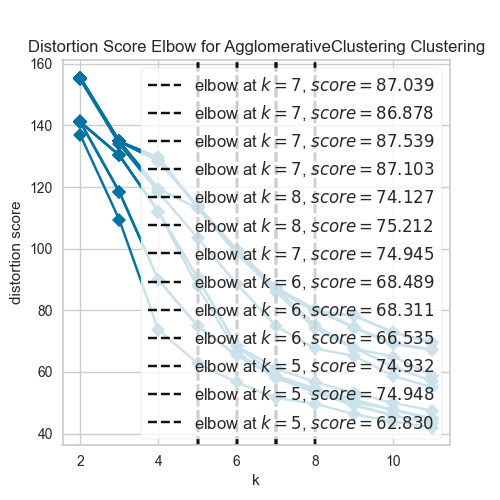 Distortion Score Elbow for AgglomerativeClustering Clustering
160
140
120
100
80
60
40
distortion score
elbow at k = 7, score = 87.039
elbow at k = 7, score = 86.878
elbow at k = 7, score = 87.539
elbow at k = 7, score = 87.103
elbow at k = 8, score = 74.127
elbow at k = 8, score = 75.212
elbow at k = 7, score = 74.945
elbow at k = 6, score = 68.489
elbow at k = 6, score = 68.311
elbow at k = 6, score = 66.535
elbow at k = 5, score = 74.932
elbow at k = 5, score = 74.948
elbow at k = 5, score = 62.830
2 4 6 8 10
k